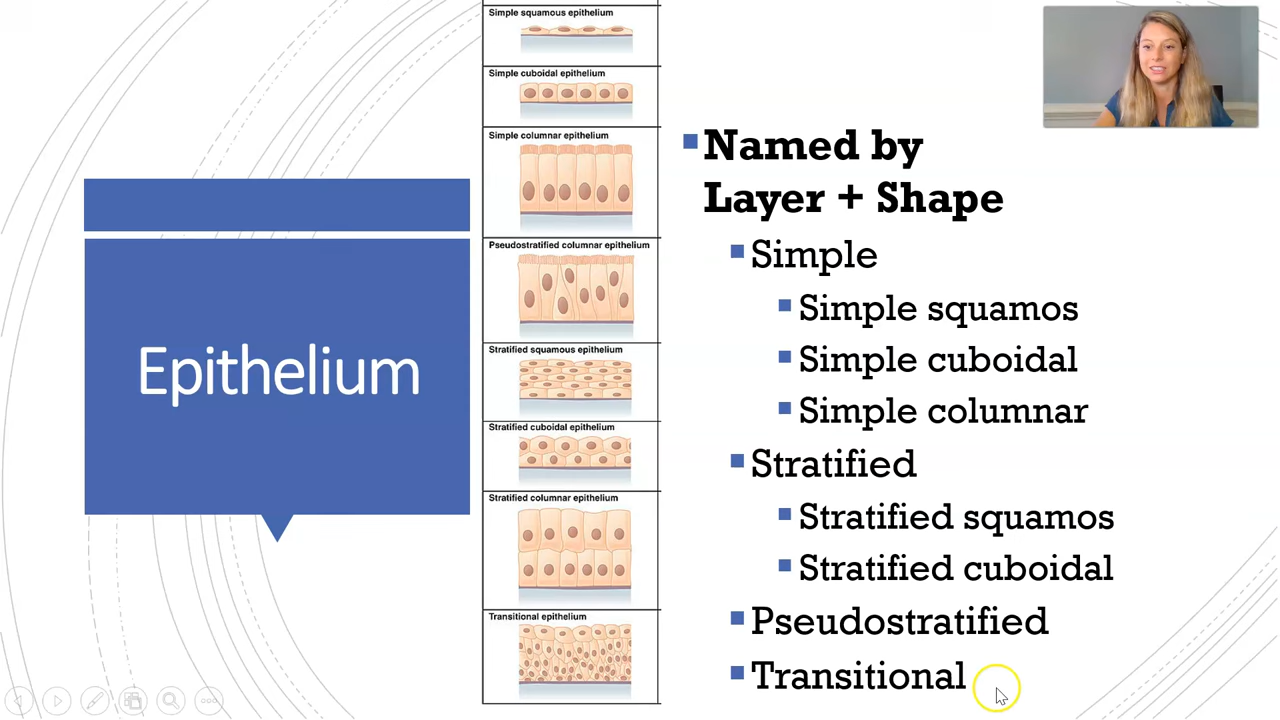 Epithelium
Simple squamous epithelium
Simple cuboidal epithelium
Simple columnar epithelium
Pseudostratified columnar epithelium
Stratified squamous epithelium
Stratified cuboidal epithelium
Stratified columnar epithelium
Transitional epithelium
Named by
Layer + Shape
Simple
Simple squamos
Simple cuboidal
Simple columnar
Stratified
Stratified squamos
Stratified cuboidal
Pseudostratified
Transitional